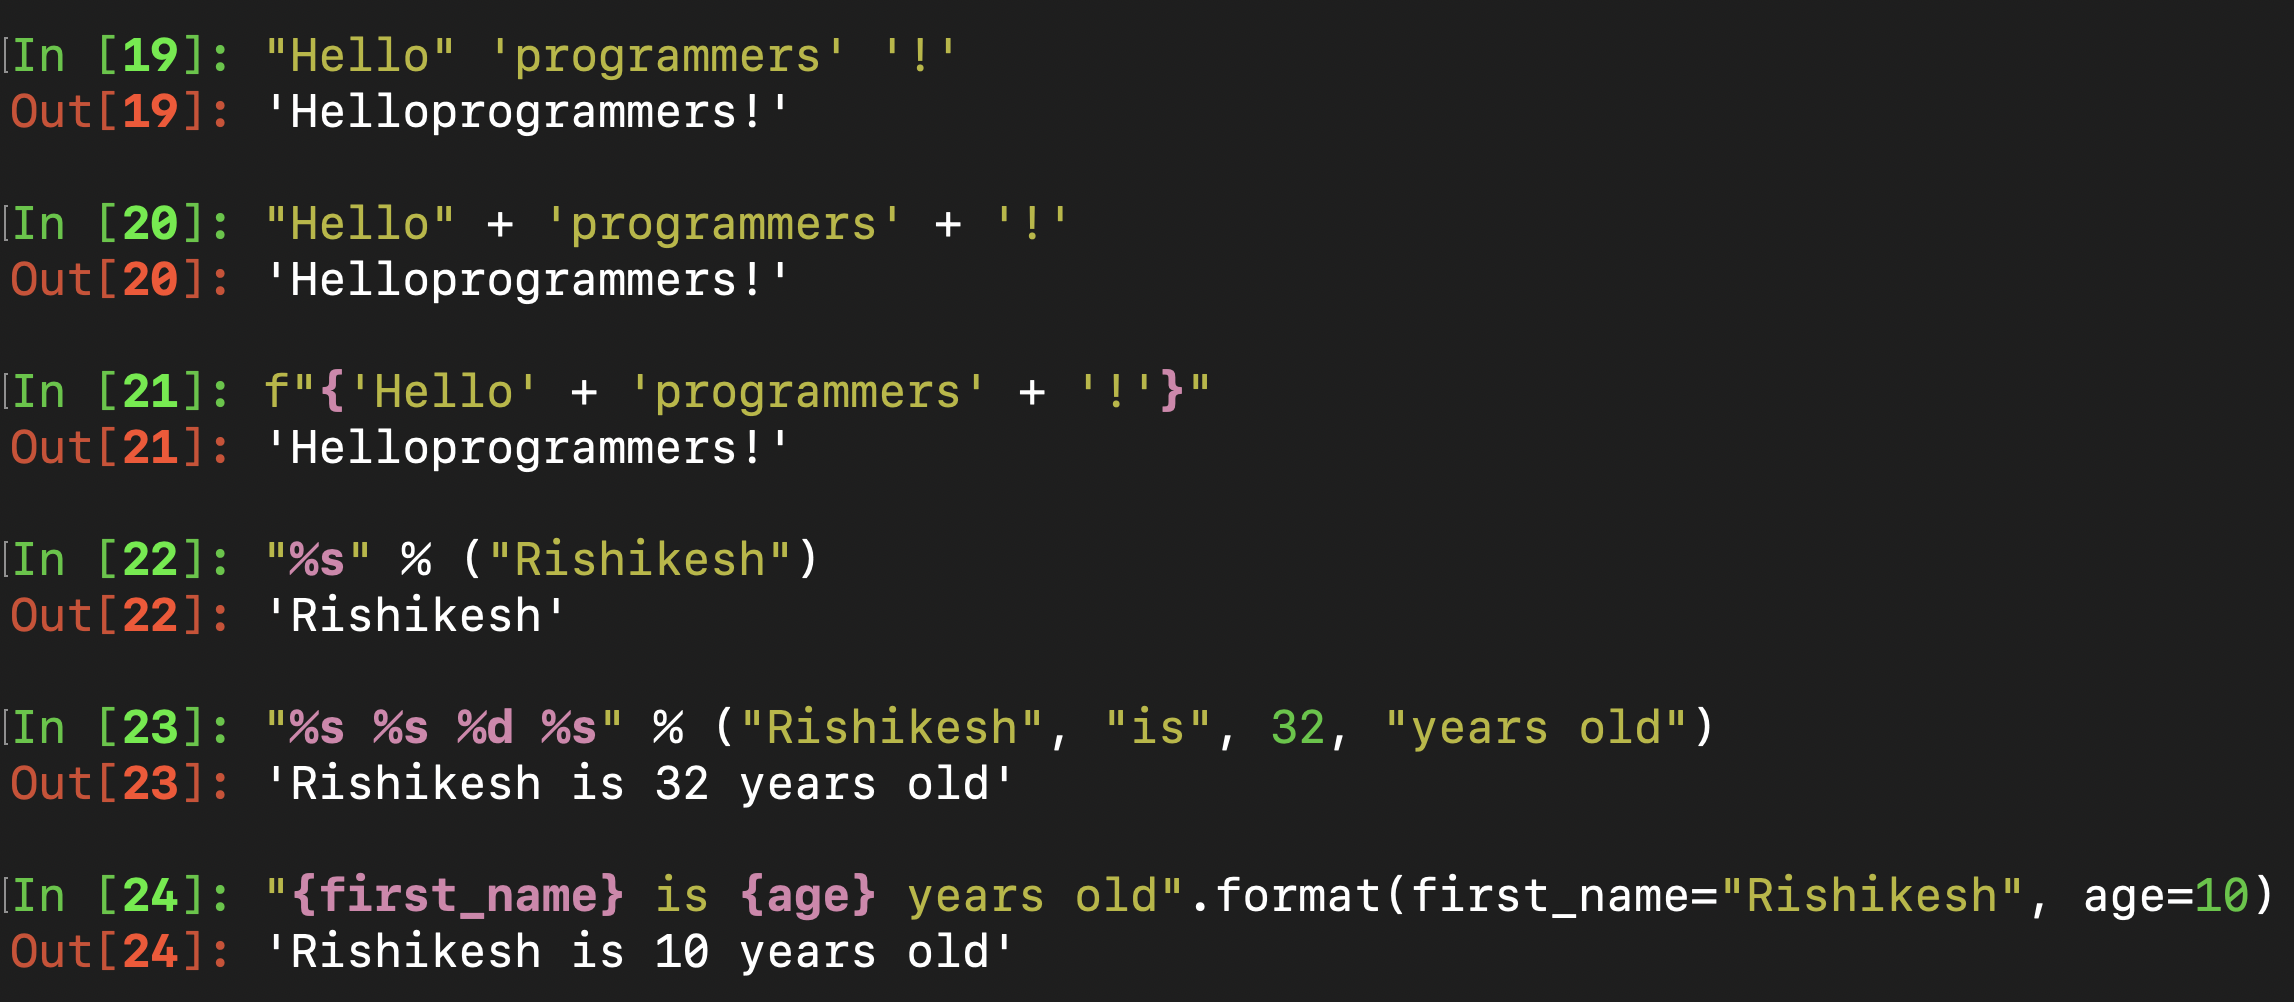 In [19]: "Hello" 'programmers' '!'
Out[19]: 'Helloprogrammers!'
In [20]: "Hello" + 'programmers' + '!'
Out[20]: 'Helloprogrammers!'
In [21]: f"{'Hello' + 'programmers' + '!'}"
Out[21]: 'Helloprogrammers!'
In [22]: "%s" % ("Rishikesh")
Out[22]: 'Rishikesh'
In [23]: "%s %s %d %s" % ("Rishikesh", "is", 32, "years old")
Out[23]: 'Rishikesh is 32 years old'
In [24]: "{first_name} is {age} years old".format(first_name="Rishikesh", age=10)
Out[24]: 'Rishikesh is 10 years old'